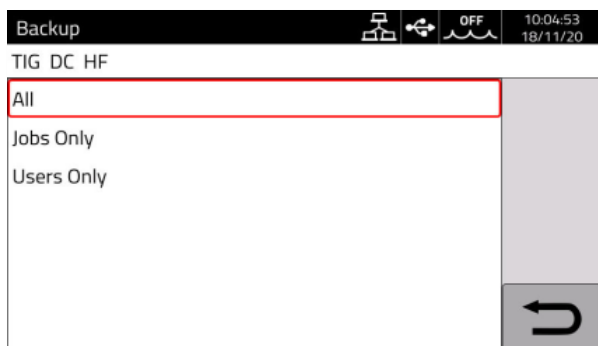 Backup
OFF
10:04:53
18/11/20
TIG DC HF
All
Jobs Only
Users Only